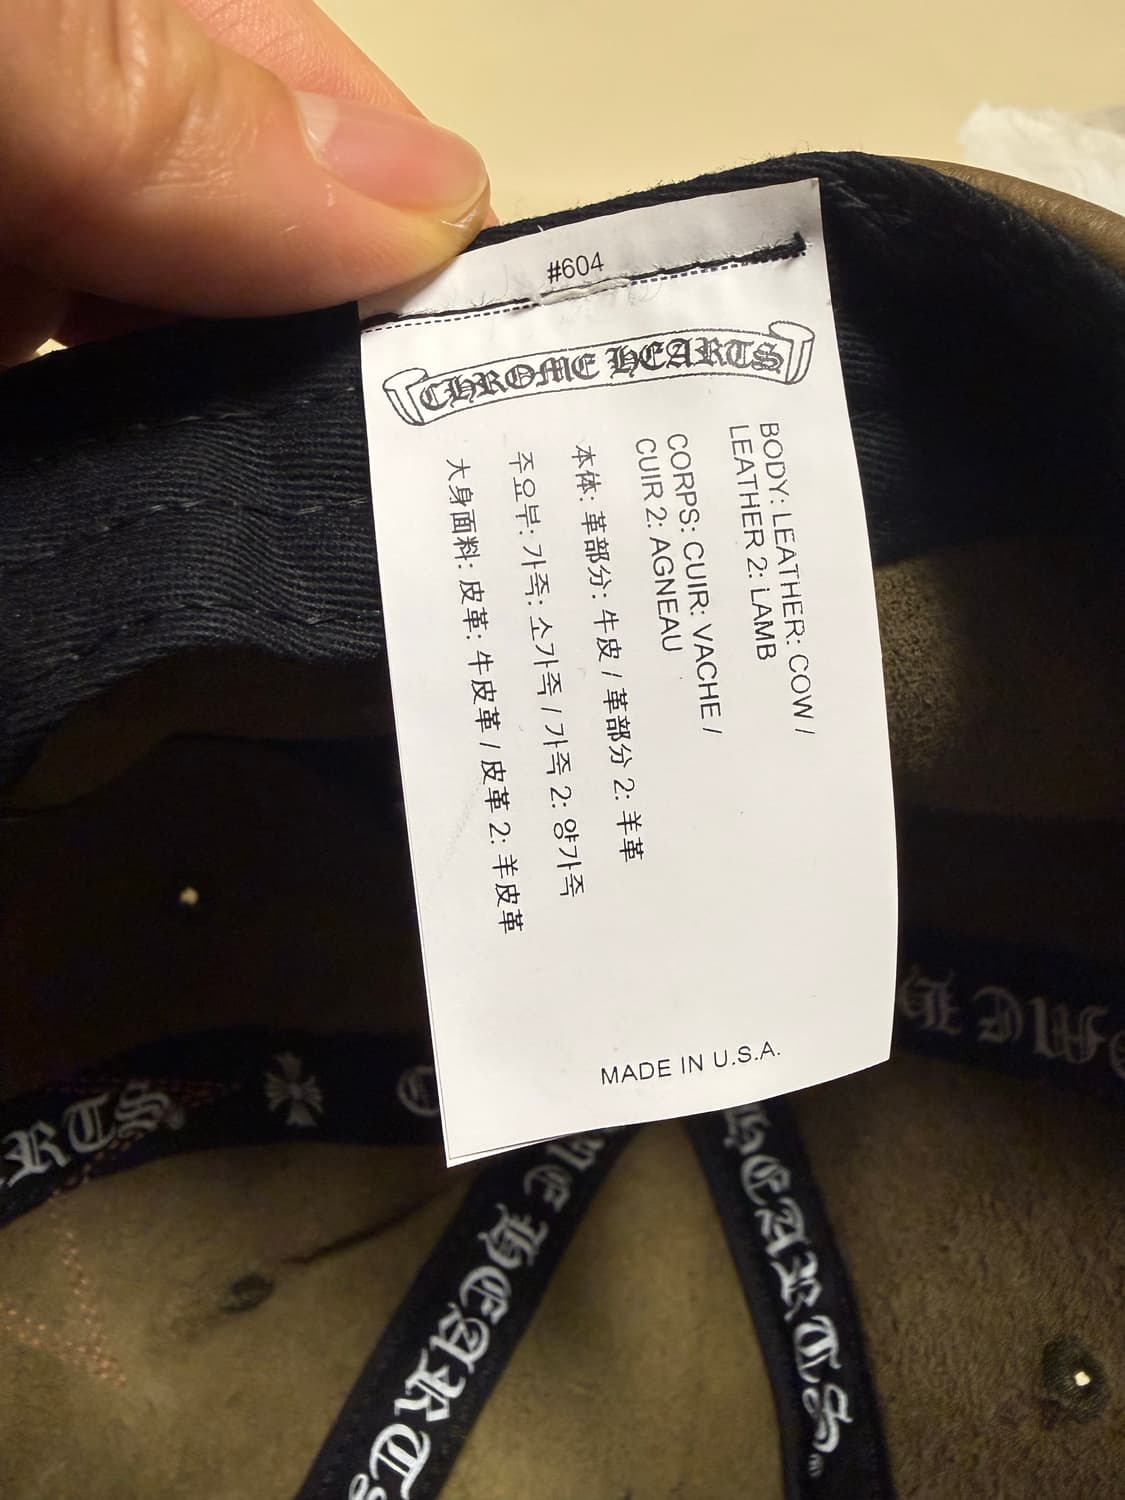 #604
CHROME HEARTS
BODY: LEATHER: COW /
LEATHER 2: LAMB
CORPS: CUIR: VACHE /
CUIR 2: AGNEAU
本体: 革部分: 牛皮 / 革部分 2: 羊革
주요부: 가죽: 소가죽 / 가죽 2: 양가죽
大身面料: 皮革: 牛皮革 / 皮革 2: 羊皮革
MADE IN U.S.A.
HEARTS
HEARTS